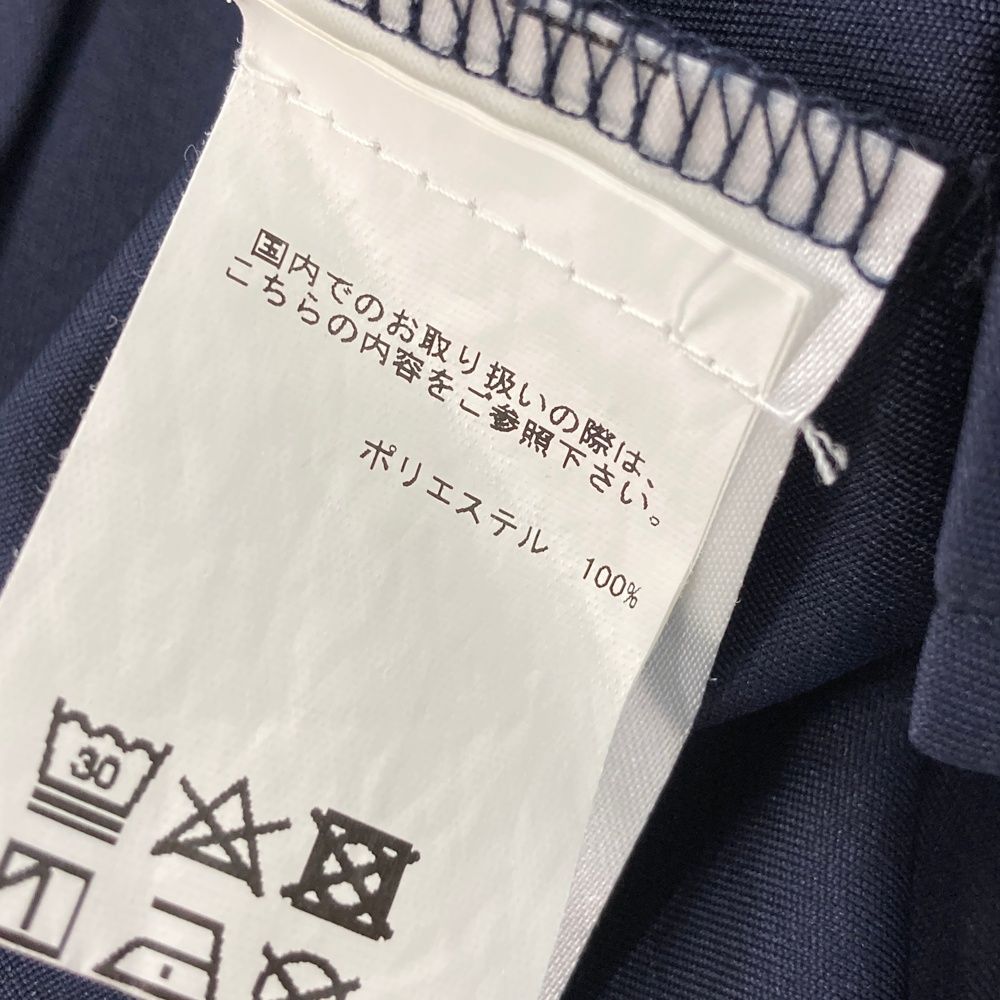 国内でのお取り扱いの際は、
こちらの内容をご参照下さい。
ポリエステル 100%
30